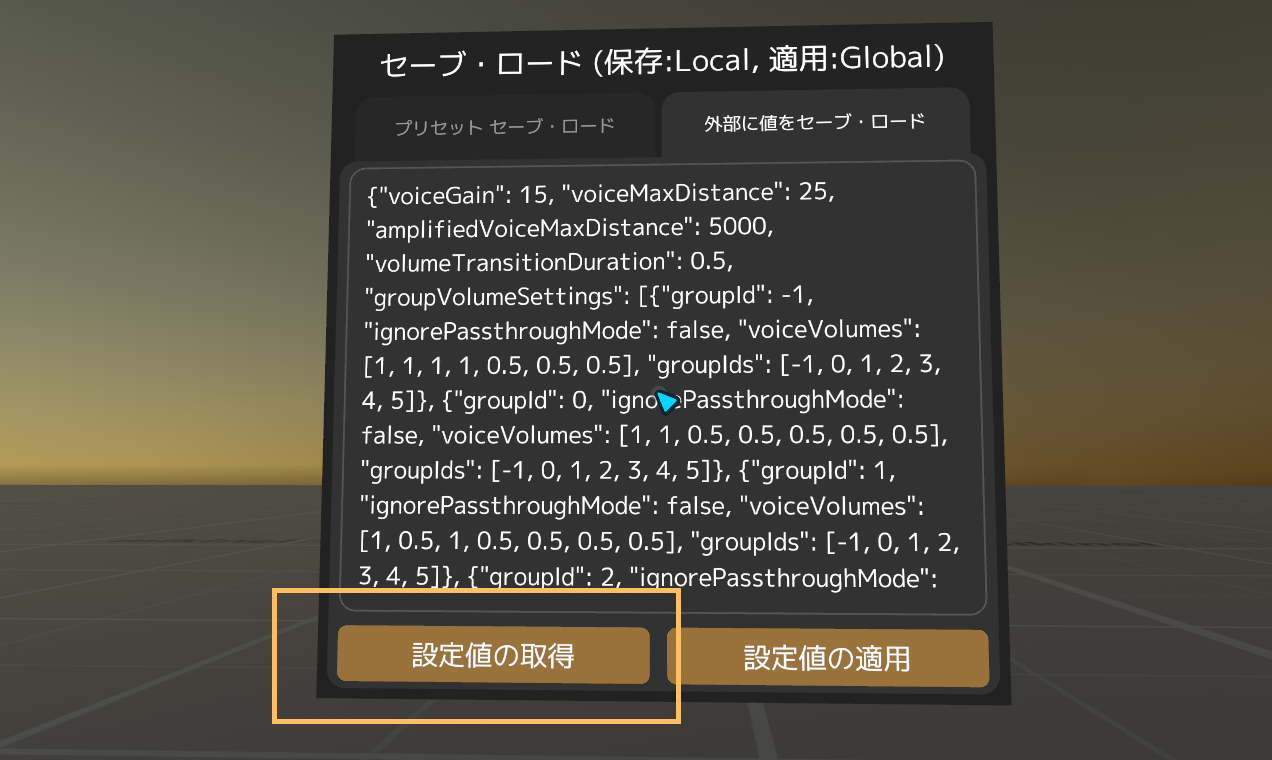 セーブ・ロード (保存:Local, 適用:Global)
プリセット セーブ・ロード
外部に値をセーブ・ロード
{"voiceGain": 15, "voiceMaxDistance": 25,
"amplifiedVoiceMaxDistance": 5000,
"volumeTransitionDuration": 0.5,
"groupVolumeSettings": [{"groupId": -1,
"ignorePassthroughMode": false, "voiceVolumes":
[1, 1, 1, 1, 0.5, 0.5, 0.5], "groupIds": [-1, 0, 1, 2, 3,
4, 5]}, {"groupId": 0, "ignorePassthroughMode":
false, "voiceVolumes": [1, 1, 0.5, 0.5, 0.5, 0.5, 0.5],
"groupIds": [-1, 0, 1, 2, 3, 4, 5]}, {"groupId": 1,
"ignorePassthroughMode": false, "voiceVolumes":
[1, 0.5, 1, 0.5, 0.5, 0.5, 0.5], "groupIds": [-1, 0, 1, 2,
3, 4, 5]}, {"groupId": 2, "ignorePassthroughMode":
設定値の取得
設定値の適用